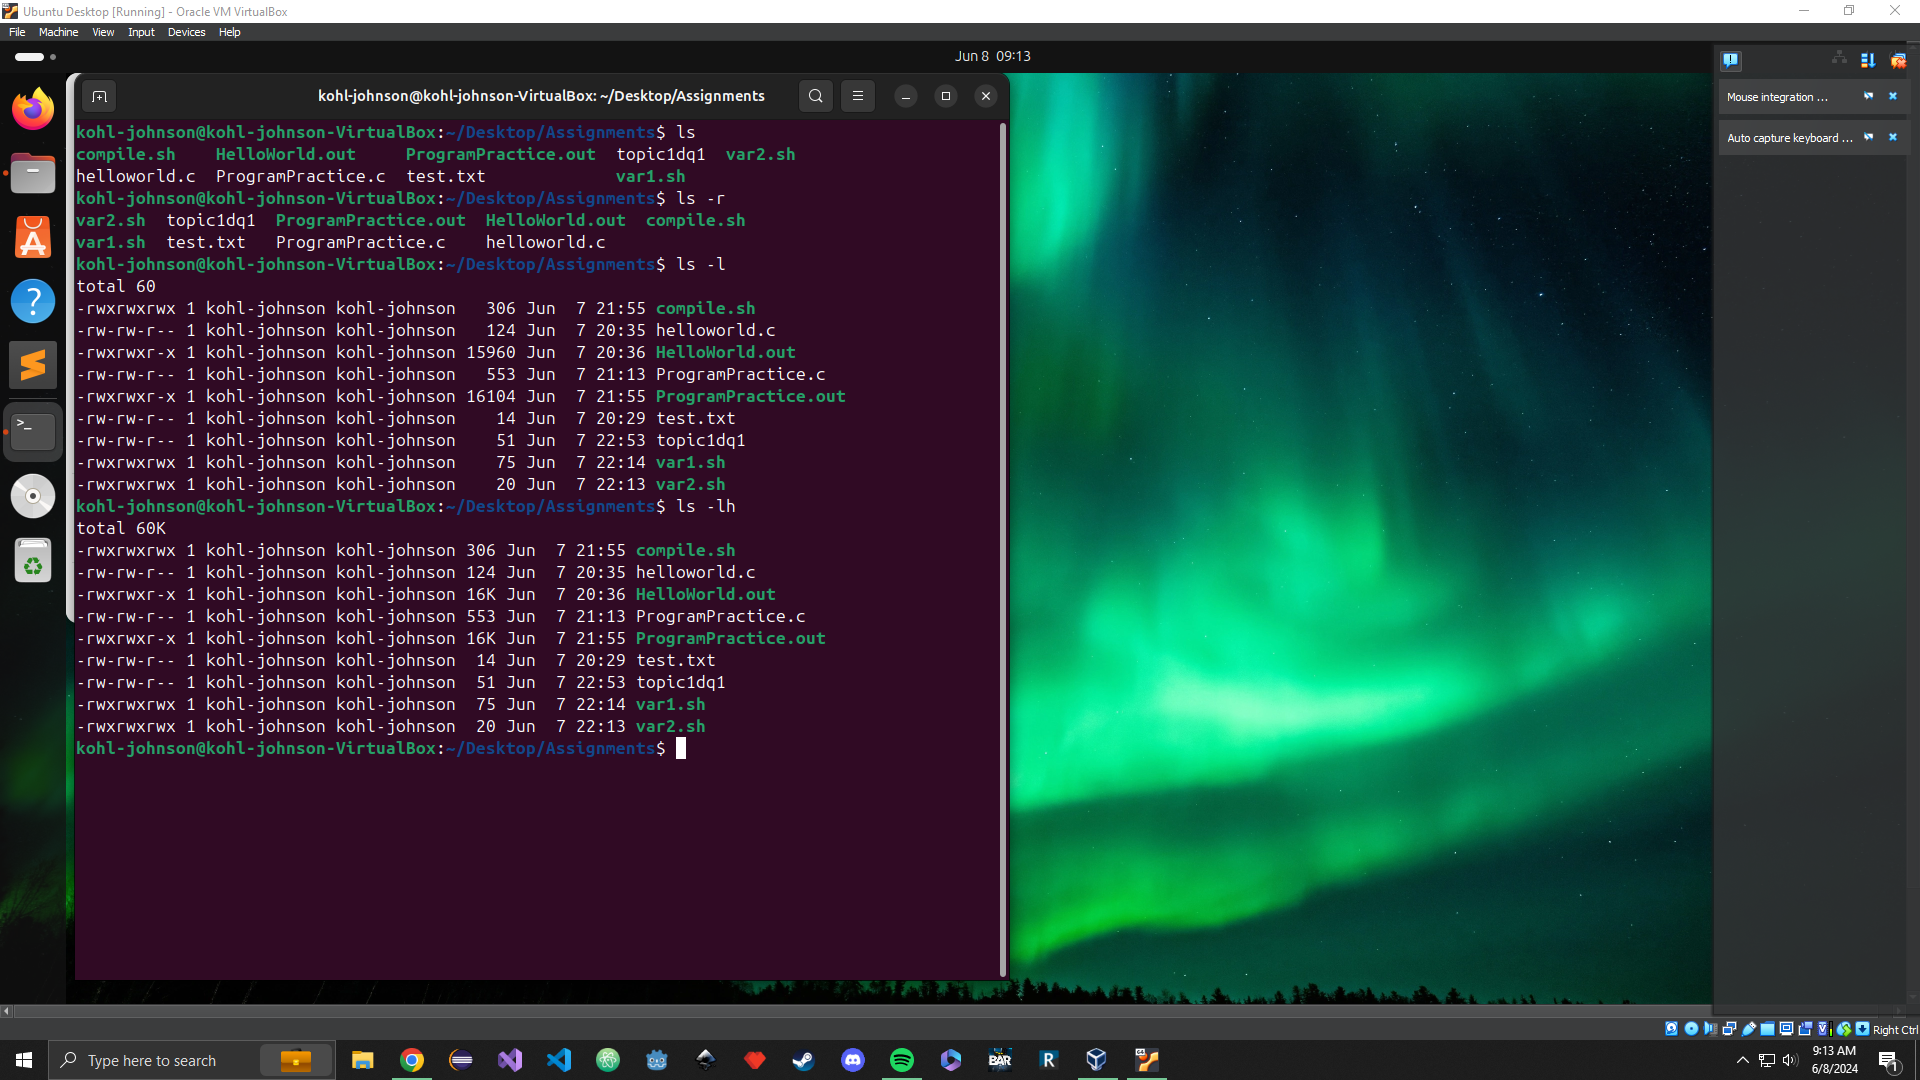 Ubuntu Desktop [Running] - Oracle VM VirtualBox
File Machine View Input Devices Help
Jun 8 09:13
kohl-johnson@kohl-johnson-VirtualBox: ~/Desktop/Assignments
kohl-johnson@kohl-johnson-VirtualBox:~/Desktop/Assignments$ ls
compile.sh HelloWorld.out ProgramPractice.out topic1dq1 var2.sh
helloworld.c ProgramPractice.c test.txt var1.sh
kohl-johnson@kohl-johnson-VirtualBox:~/Desktop/Assignments$ ls -r
var2.sh topic1dq1 ProgramPractice.out HelloWorld.out compile.sh
var1.sh test.txt ProgramPractice.c helloworld.c
kohl-johnson@kohl-johnson-VirtualBox:~/Desktop/Assignments$ ls -l
total 60
-rwxrwxrwx 1 kohl-johnson kohl-johnson 306 Jun 7 21:55 compile.sh
-rw-rw-r-- 1 kohl-johnson kohl-johnson 124 Jun 7 20:35 helloworld.c
-rwxrwxr-x 1 kohl-johnson kohl-johnson 15960 Jun 7 20:36 HelloWorld.out
-rw-rw-r-- 1 kohl-johnson kohl-johnson 553 Jun 7 21:13 ProgramPractice.c
-rwxrwxr-x 1 kohl-johnson kohl-johnson 16104 Jun 7 21:55 ProgramPractice.out
-rw-rw-r-- 1 kohl-johnson kohl-johnson 14 Jun 7 20:29 test.txt
-rw-rw-r-- 1 kohl-johnson kohl-johnson 51 Jun 7 22:53 topic1dq1
-rwxrwxrwx 1 kohl-johnson kohl-johnson 75 Jun 7 22:14 var1.sh
-rwxrwxrwx 1 kohl-johnson kohl-johnson 20 Jun 7 22:13 var2.sh
kohl-johnson@kohl-johnson-VirtualBox:~/Desktop/Assignments$ ls -lh
total 60K
-rwxrwxrwx 1 kohl-johnson kohl-johnson 306 Jun 7 21:55 compile.sh
-rw-rw-r-- 1 kohl-johnson kohl-johnson 124 Jun 7 20:35 helloworld.c
-rwxrwxr-x 1 kohl-johnson kohl-johnson 16K Jun 7 20:36 HelloWorld.out
-rw-rw-r-- 1 kohl-johnson kohl-johnson 553 Jun 7 21:13 ProgramPractice.c
-rwxrwxr-x 1 kohl-johnson kohl-johnson 16K Jun 7 21:55 ProgramPractice.out
-rw-rw-r-- 1 kohl-johnson kohl-johnson 14 Jun 7 20:29 test.txt
-rw-rw-r-- 1 kohl-johnson kohl-johnson 51 Jun 7 22:53 topic1dq1
-rwxrwxrwx 1 kohl-johnson kohl-johnson 75 Jun 7 22:14 var1.sh
-rwxrwxrwx 1 kohl-johnson kohl-johnson 20 Jun 7 22:13 var2.sh
kohl-johnson@kohl-johnson-VirtualBox:~/Desktop/Assignments$
Mouse integration ...
Auto capture keyboard ...
Right Ctrl
Type here to search
BAR
R
9:13 AM
6/8/2024
1